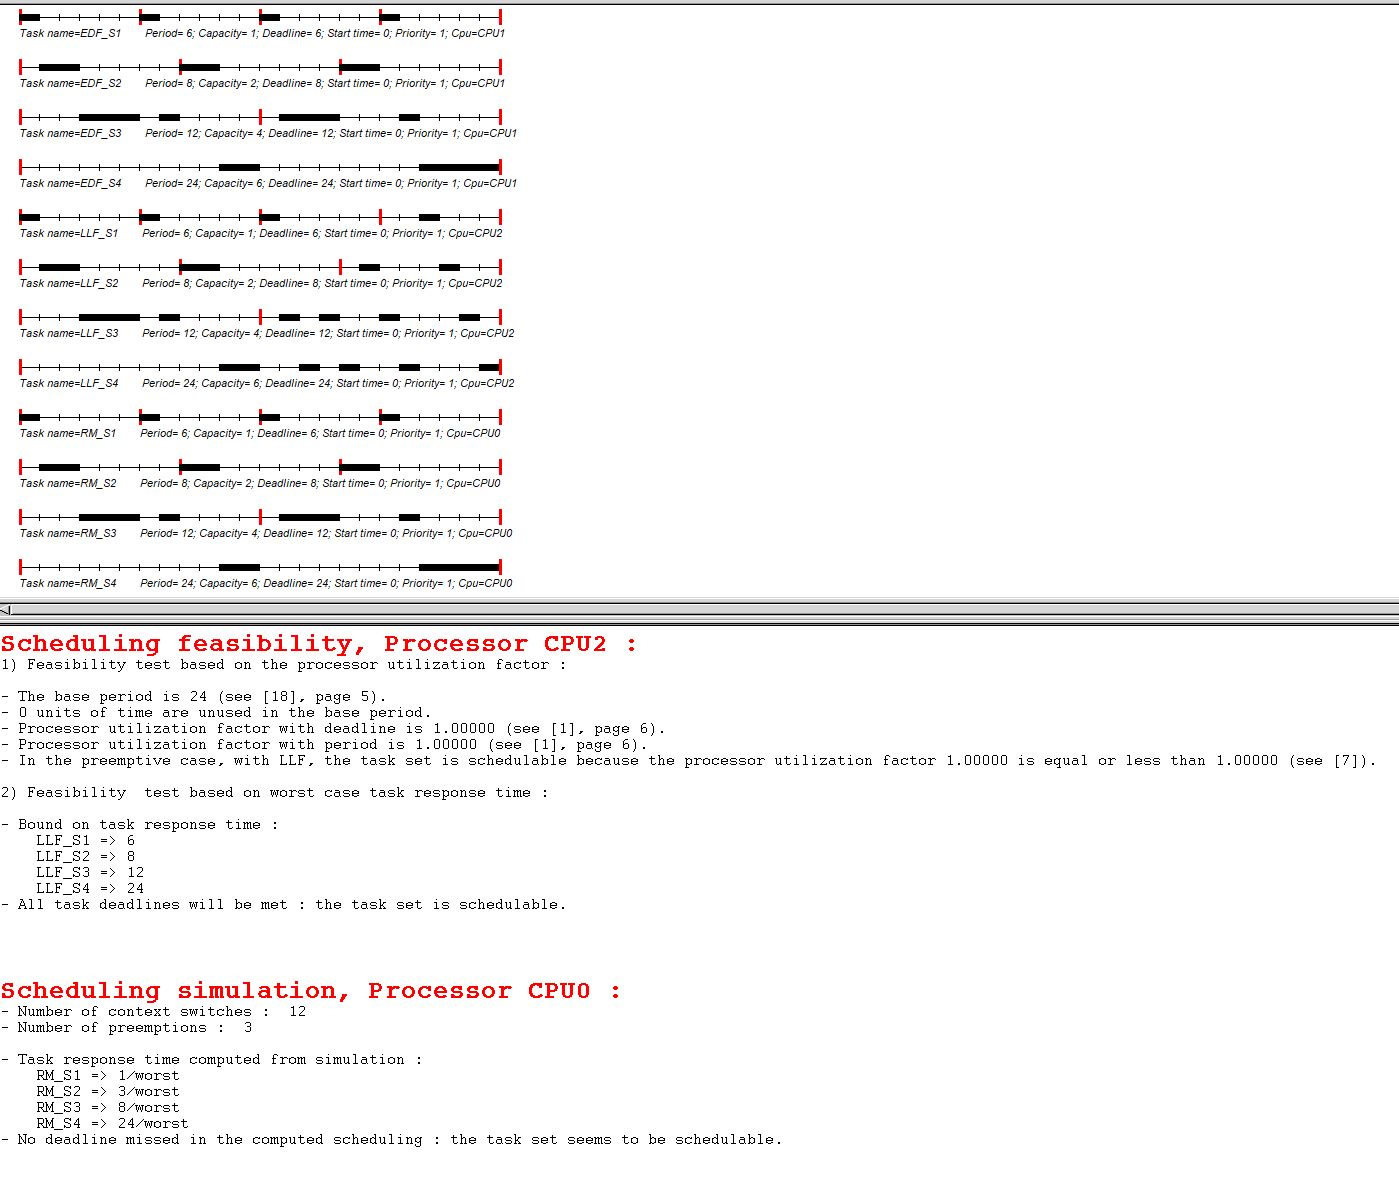 Task name=EDF_S1 Period= 6; Capacity= 1; Deadline= 6; Start time= 0; Priority= 1; Cpu=CPU1
Task name=EDF_S2 Period= 8; Capacity= 2; Deadline= 8; Start time= 0; Priority= 1; Cpu=CPU1
Task name=EDF_S3 Period= 12; Capacity= 4; Deadline= 12; Start time= 0; Priority= 1; Cpu=CPU1
Task name=EDF_S4 Period= 24; Capacity= 6; Deadline= 24; Start time= 0; Priority= 1; Cpu=CPU1
Task name=LLF_S1 Period= 6; Capacity= 1; Deadline= 6; Start time= 0; Priority= 1; Cpu=CPU2
Task name=LLF_S2 Period= 8; Capacity= 2; Deadline= 8; Start time= 0; Priority= 1; Cpu=CPU2
Task name=LLF_S3 Period= 12; Capacity= 4; Deadline= 12; Start time= 0; Priority= 1; Cpu=CPU2
Task name=LLF_S4 Period= 24; Capacity= 6; Deadline= 24; Start time= 0; Priority= 1; Cpu=CPU2
Task name=RM_S1 Period= 6; Capacity= 1; Deadline= 6; Start time= 0; Priority= 1; Cpu=CPU0
Task name=RM_S2 Period= 8; Capacity= 2; Deadline= 8; Start time= 0; Priority= 1; Cpu=CPU0
Task name=RM_S3 Period= 12; Capacity= 4; Deadline= 12; Start time= 0; Priority= 1; Cpu=CPU0
Task name=RM_S4 Period= 24; Capacity= 6; Deadline= 24; Start time= 0; Priority= 1; Cpu=CPU0
Scheduling feasibility, Processor CPU2 :
1) Feasibility test based on the processor utilization factor :
- The base period is 24 (see [18], page 5).
- 0 units of time are unused in the base period.
- Processor utilization factor with deadline is 1.00000 (see [1], page 6).
- Processor utilization factor with period is 1.00000 (see [1], page 6).
- In the preemptive case, with LLF, the task set is schedulable because the processor utilization factor 1.00000 is equal or less than 1.00000 (see [7]).
2) Feasibility test based on worst case task response time :
- Bound on task response time :
LLF_S1 => 6
LLF_S2 => 8
LLF_S3 => 12
LLF_S4 => 24
- All task deadlines will be met : the task set is schedulable.
Scheduling simulation, Processor CPU0 :
- Number of context switches : 12
- Number of preemptions : 3
- Task response time computed from simulation :
RM_S1 => 1/worst
RM_S2 => 3/worst
RM_S3 => 8/worst
RM_S4 => 24/worst
- No deadline missed in the computed scheduling : the task set seems to be schedulable.